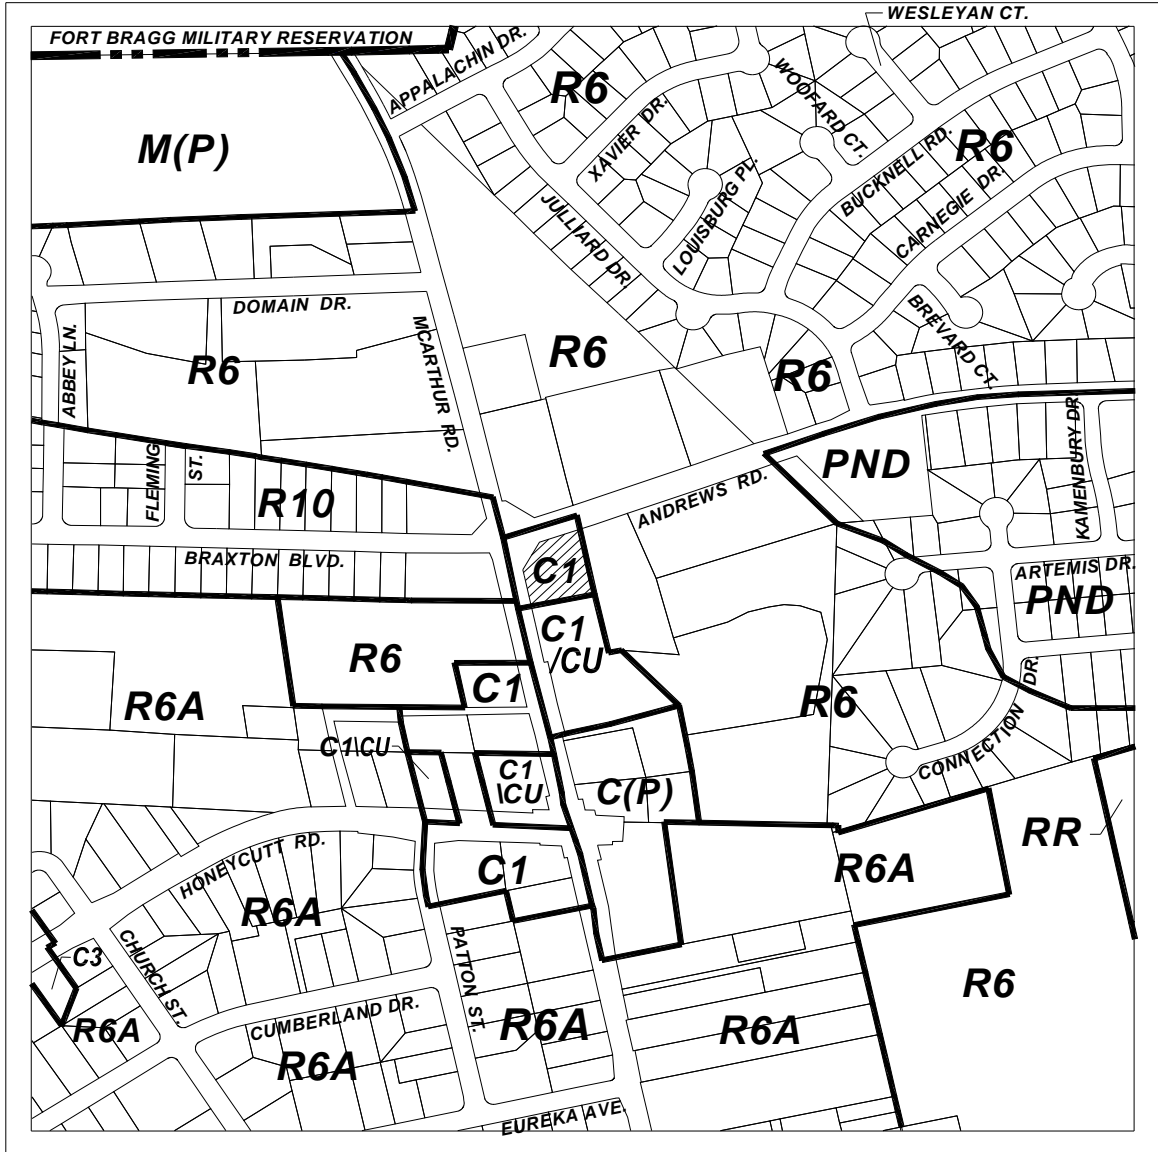 WESLEYAN CT.
FORT BRAGG MILITARY RESERVATION
APPALACHIN DR.
R6
WOOFARD CT.
XAVIER DR.
M(P)
R6
BUCKNELL RD.
LOUISBURG PL.
CARNEGIE DR.
JULLIARD DR.
DOMAIN DR.
BREVARD CT.
MCARTHUR RD.
ABBEY LN.
R6
R6
R6
KAMENBURY DR.
PND
FLEMING
ST.
R10
ANDREWS RD.
BRAXTON BLVD.
C1
ARTEMIS DR.
PND
C1
/CU
R6
C1
R6A
R6
CONNECTION DR.
C1\CU
C1
\CU
C(P)
RR
HONEYCUTT RD.
C1
R6A
R6A
CHURCH ST.
C3
PATTON ST.
R6
CUMBERLAND DR.
R6A
R6A
R6A
R6A
EUREKA AVE.